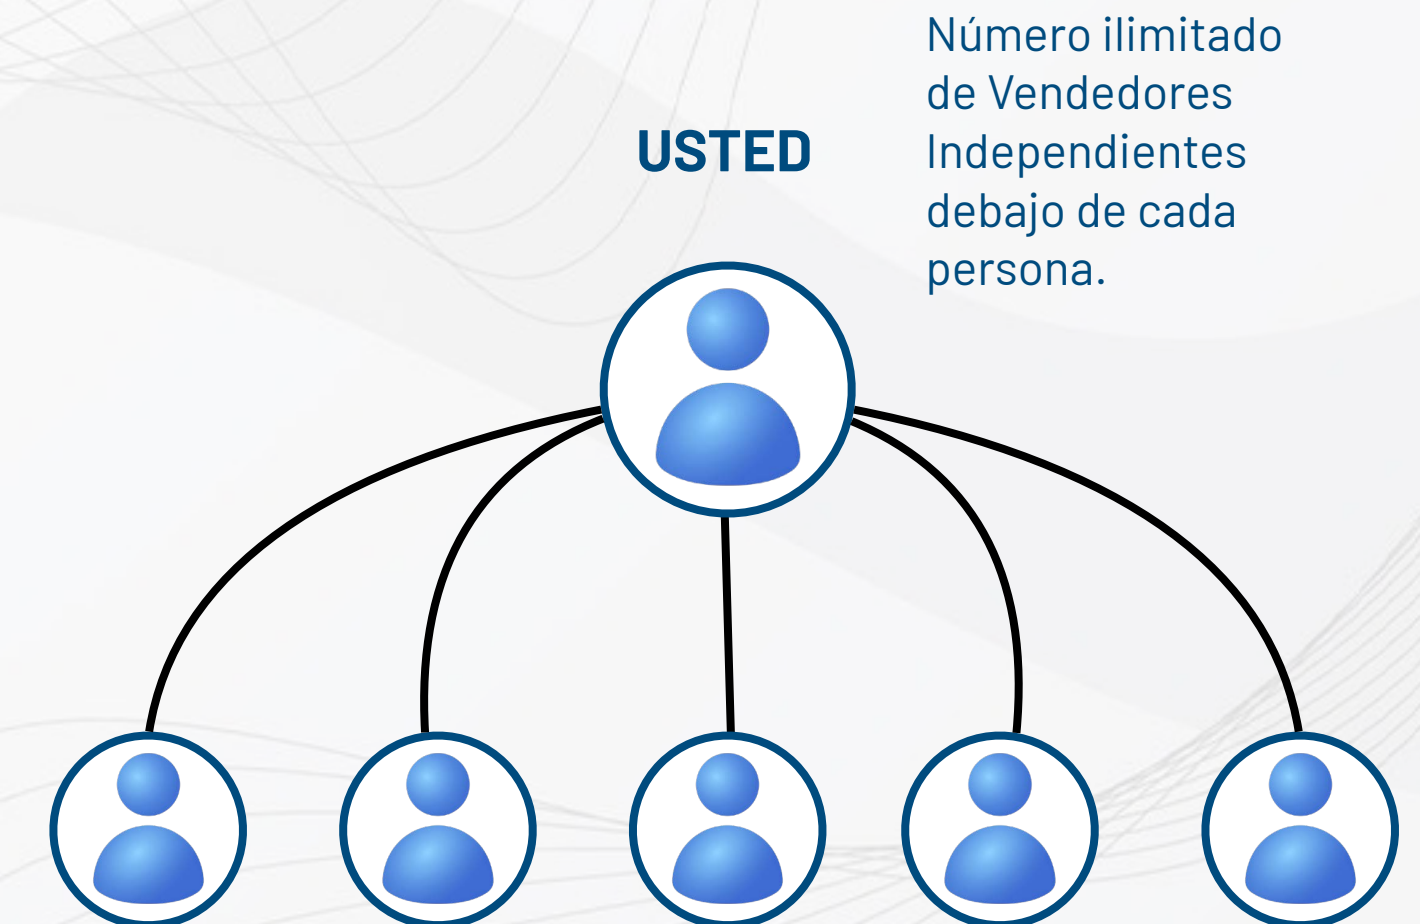 Número ilimitado
de Vendedores
Independientes
debajo de cada
persona.
USTED